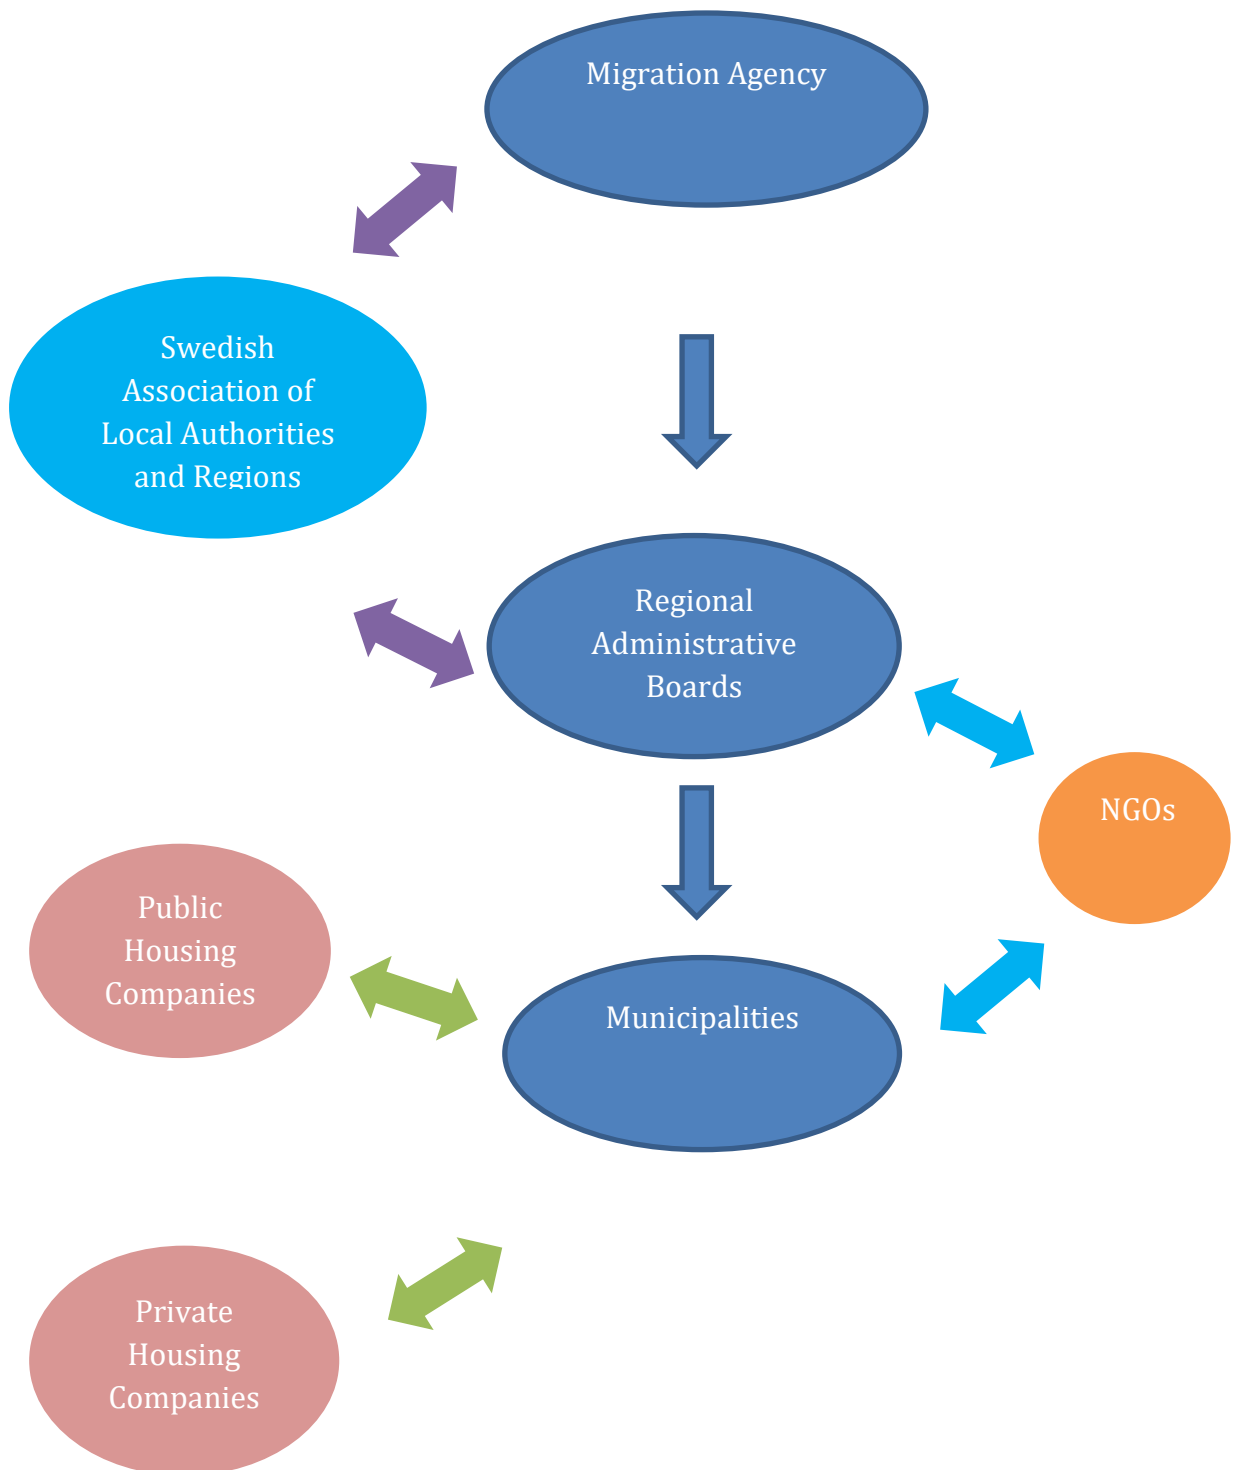 Migration Agency
Swedish
Association of
Local Authorities
and Regions
Regional
Administrative
Boards
NGOs
Public
Housing
Companies
Municipalities
Private
Housing
Companies